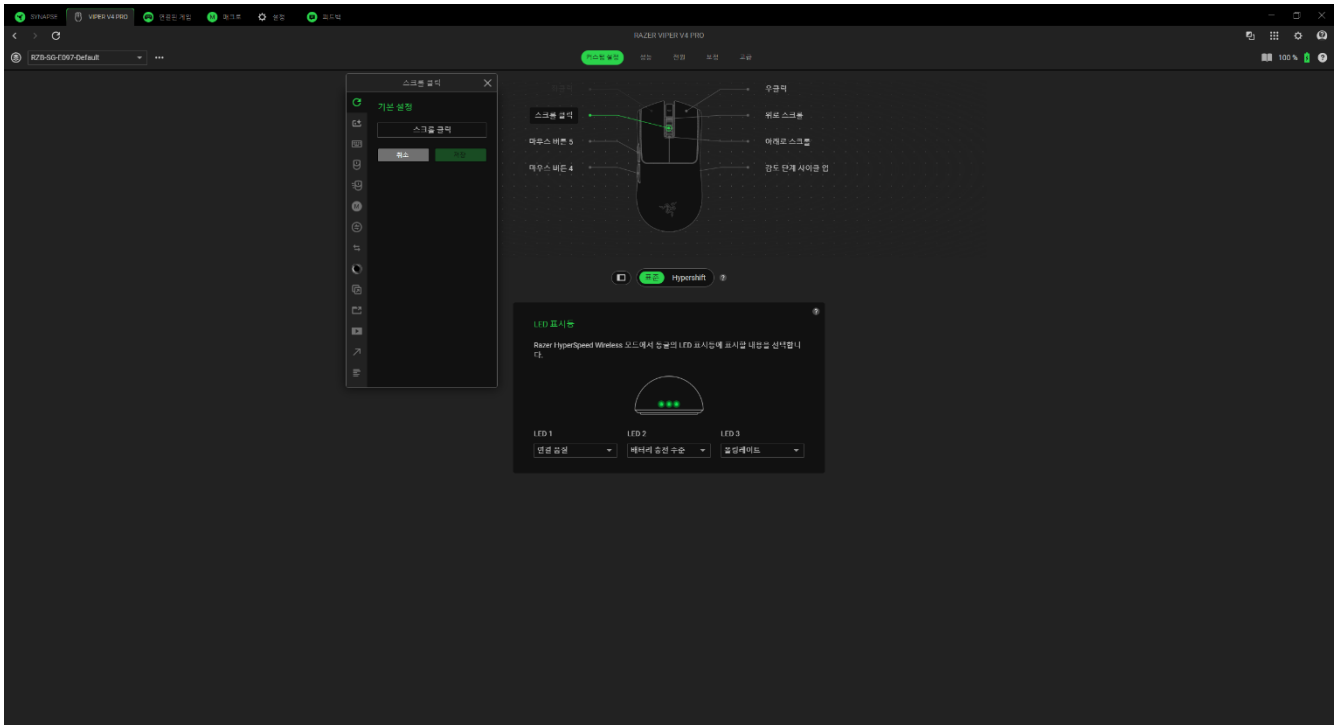 SYNAPSE
VIPER V4 PRO
연결된 게임
매크로
설정
피드백
RAZER VIPER V4 PRO
RZB-SG-E097-Default
커스텀 설정
성능
전원
보정
고급
100 %
스크롤 클릭
기본 설정
스크롤 클릭
취소
저장
좌클릭
우클릭
스크롤 클릭
위로 스크롤
마우스 버튼 5
아래로 스크롤
마우스 버튼 4
감도 단계 사이클 업
표준
Hypershift
LED 표시등
Razer HyperSpeed Wireless 모드에서 동글의 LED 표시등에 표시할 내용을 선택합니
다.
LED 1
LED 2
LED 3
연결 품질
배터리 충전 수준
폴링레이트